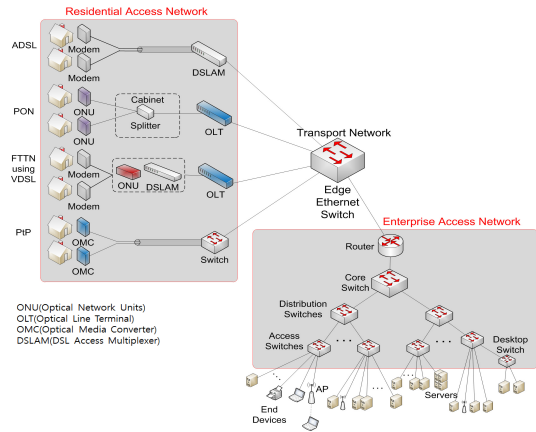 Residential Access Network
ADSL
Modem
Modem
DSLAM
PON
ONU
ONU
Cabinet
Splitter
OLT
FTTN
using
VDSL
Modem
Modem
ONU
DSLAM
OLT
PtP
OMC
OMC
Switch
Transport Network
Edge
Ethernet
Switch
Enterprise Access Network
Router
Core
Switch
Distribution
Switches
Access
Switches
Desktop
Switch
AP
End
Devices
Servers
ONU(Optical Network Units)
OLT(Optical Line Terminal)
OMC(Optical Media Converter)
DSLAM(DSL Access Multiplexer)